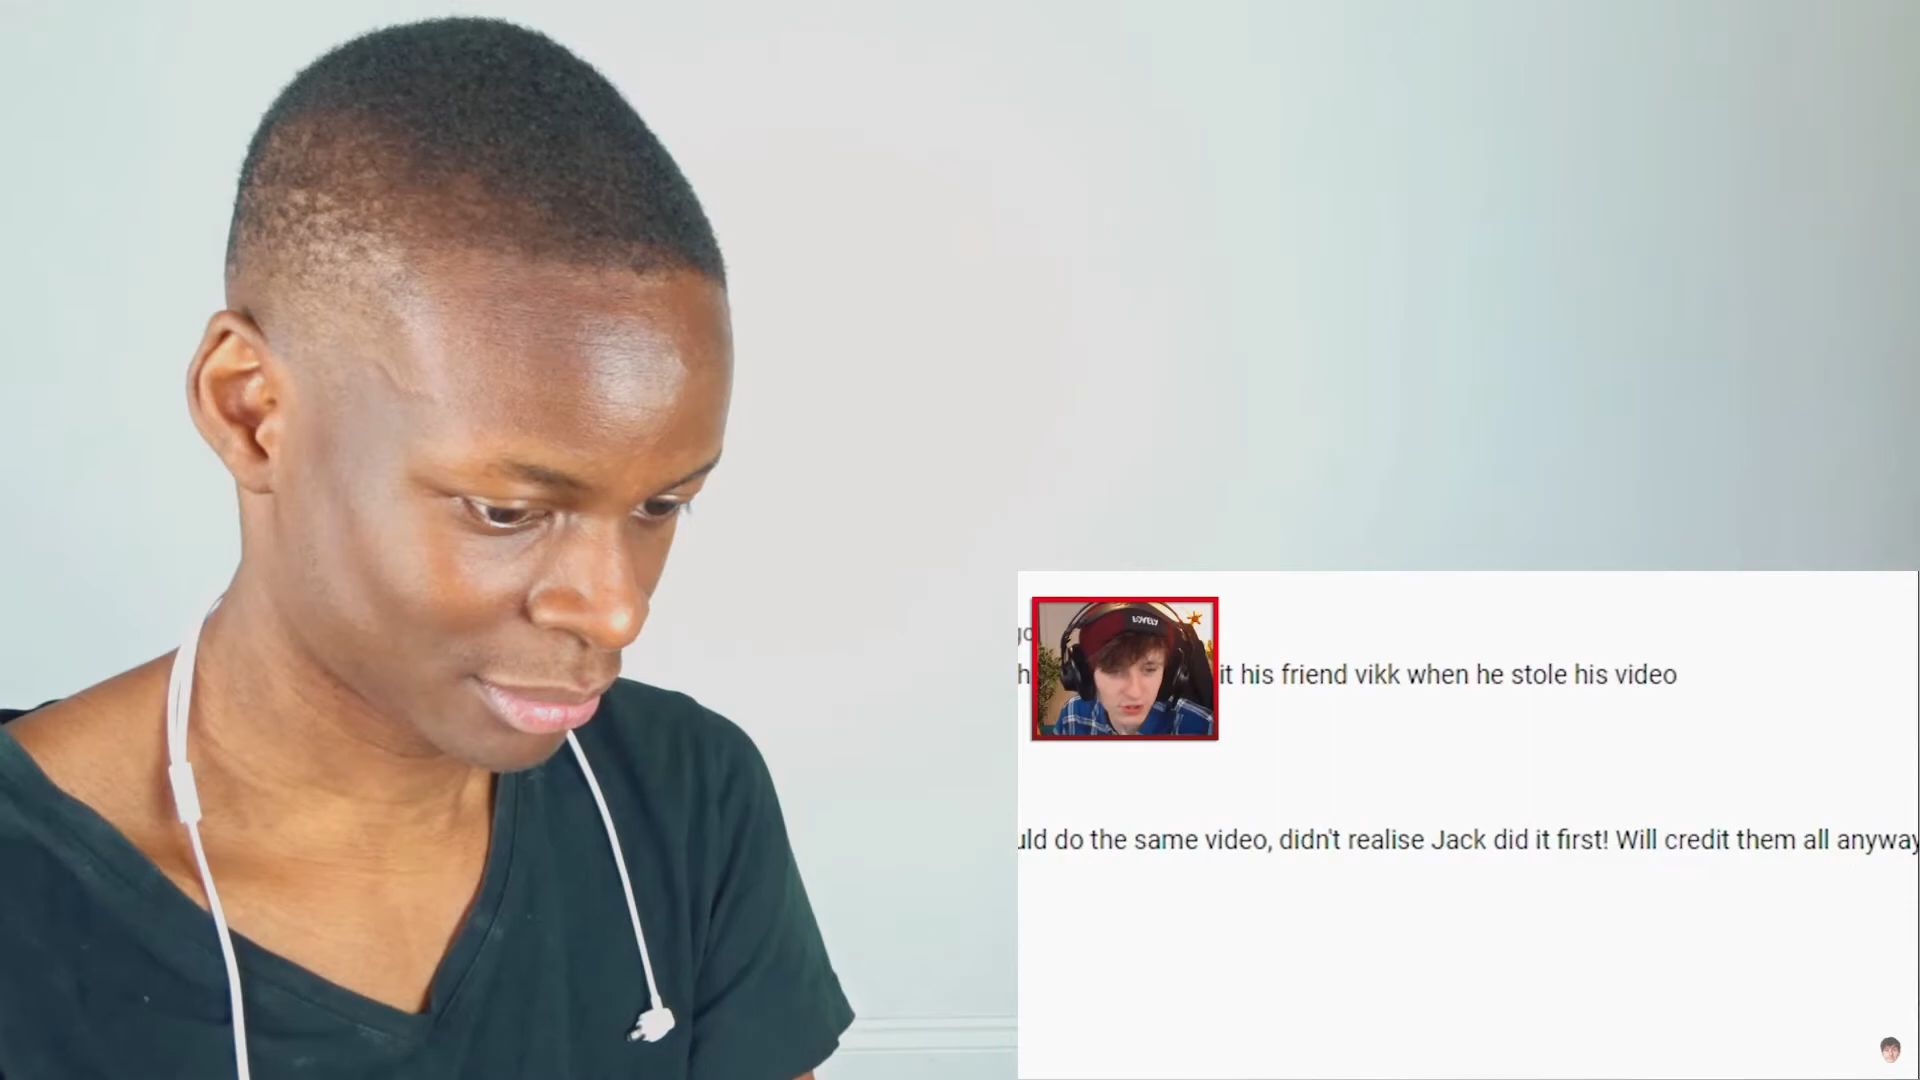 LOVELY
it his friend vikk when he stole his video
uld do the same video, didn't realise Jack did it first! Will credit them all anyway